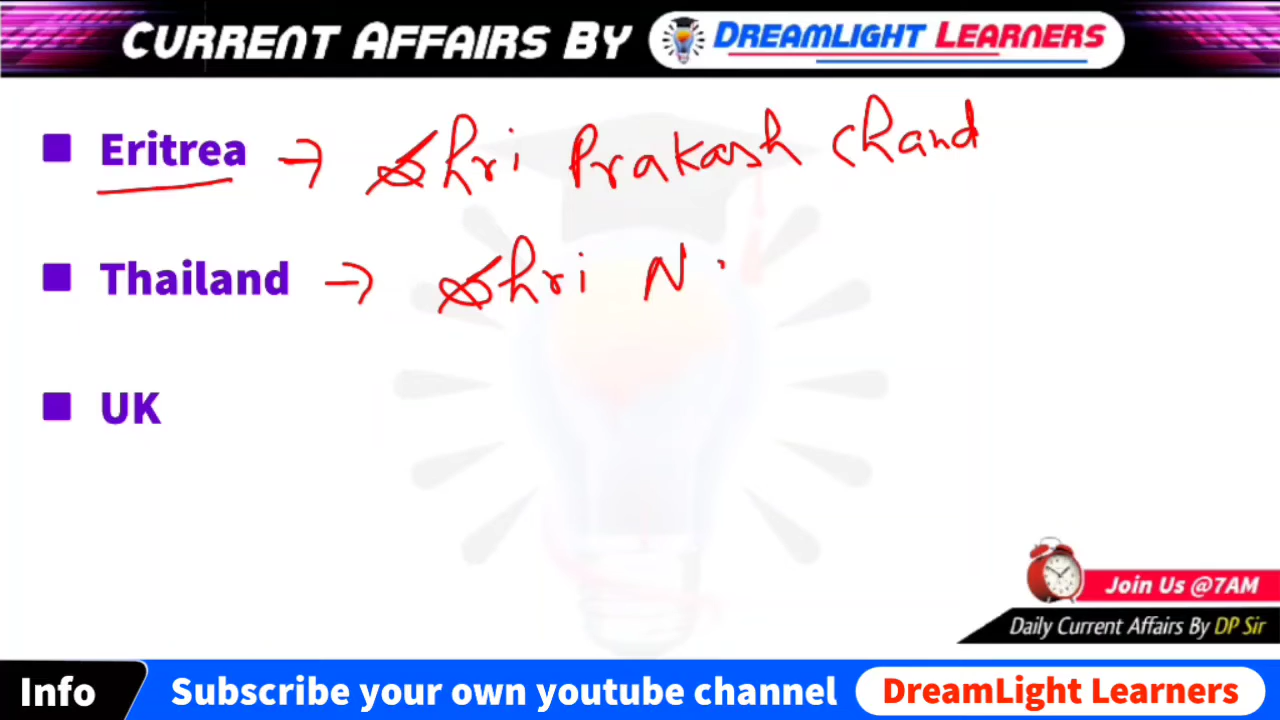 CURRENT AFFAIRS BY DREAMLIGHT LEARNERS
Eritrea → Shri Prakash Chand
Thailand → Shri N.
UK
Join Us @7AM
Daily Current Affairs By DP Sir
Info Subscribe your own youtube channel DreamLight Learners